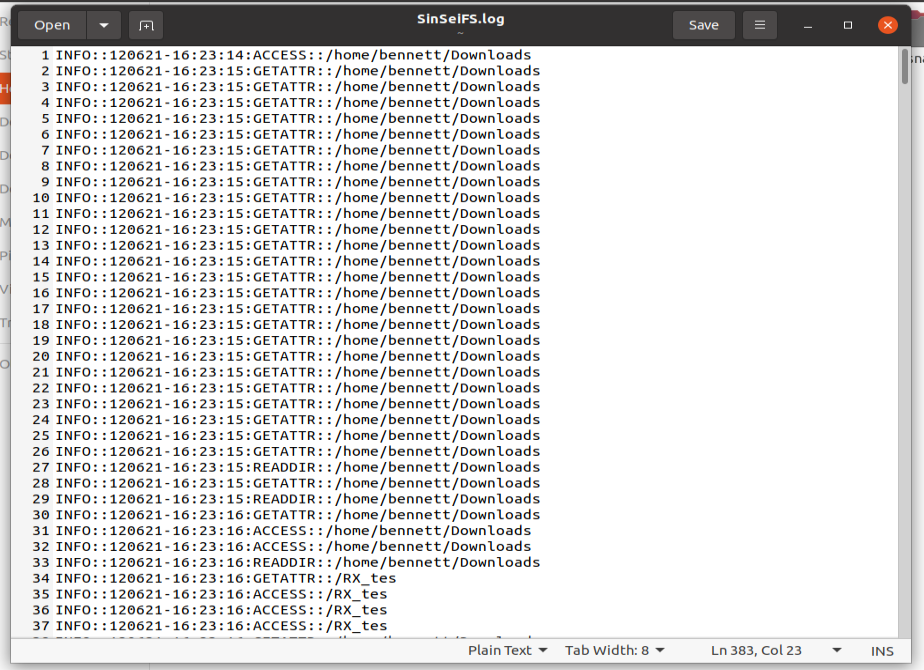 Open
SinSeiFS.log
~
Save
1 INFO::120621-16:23:14:ACCESS::/home/bennett/Downloads
2 INFO::120621-16:23:15:GETATTR::/home/bennett/Downloads
3 INFO::120621-16:23:15:GETATTR::/home/bennett/Downloads
4 INFO::120621-16:23:15:GETATTR::/home/bennett/Downloads
5 INFO::120621-16:23:15:GETATTR::/home/bennett/Downloads
6 INFO::120621-16:23:15:GETATTR::/home/bennett/Downloads
7 INFO::120621-16:23:15:GETATTR::/home/bennett/Downloads
8 INFO::120621-16:23:15:GETATTR::/home/bennett/Downloads
9 INFO::120621-16:23:15:GETATTR::/home/bennett/Downloads
10 INFO::120621-16:23:15:GETATTR::/home/bennett/Downloads
11 INFO::120621-16:23:15:GETATTR::/home/bennett/Downloads
12 INFO::120621-16:23:15:GETATTR::/home/bennett/Downloads
13 INFO::120621-16:23:15:GETATTR::/home/bennett/Downloads
14 INFO::120621-16:23:15:GETATTR::/home/bennett/Downloads
15 INFO::120621-16:23:15:GETATTR::/home/bennett/Downloads
16 INFO::120621-16:23:15:GETATTR::/home/bennett/Downloads
17 INFO::120621-16:23:15:GETATTR::/home/bennett/Downloads
18 INFO::120621-16:23:15:GETATTR::/home/bennett/Downloads
19 INFO::120621-16:23:15:GETATTR::/home/bennett/Downloads
20 INFO::120621-16:23:15:GETATTR::/home/bennett/Downloads
21 INFO::120621-16:23:15:GETATTR::/home/bennett/Downloads
22 INFO::120621-16:23:15:GETATTR::/home/bennett/Downloads
23 INFO::120621-16:23:15:GETATTR::/home/bennett/Downloads
24 INFO::120621-16:23:15:GETATTR::/home/bennett/Downloads
25 INFO::120621-16:23:15:GETATTR::/home/bennett/Downloads
26 INFO::120621-16:23:15:GETATTR::/home/bennett/Downloads
27 INFO::120621-16:23:15:READDIR::/home/bennett/Downloads
28 INFO::120621-16:23:15:GETATTR::/home/bennett/Downloads
29 INFO::120621-16:23:15:READDIR::/home/bennett/Downloads
30 INFO::120621-16:23:16:GETATTR::/home/bennett/Downloads
31 INFO::120621-16:23:16:ACCESS::/home/bennett/Downloads
32 INFO::120621-16:23:16:ACCESS::/home/bennett/Downloads
33 INFO::120621-16:23:16:READDIR::/home/bennett/Downloads
34 INFO::120621-16:23:16:GETATTR::/RX_tes
35 INFO::120621-16:23:16:ACCESS::/RX_tes
36 INFO::120621-16:23:16:ACCESS::/RX_tes
37 INFO::120621-16:23:16:ACCESS::/RX_tes
Plain Text
Tab Width: 8
Ln 383, Col 23
INS